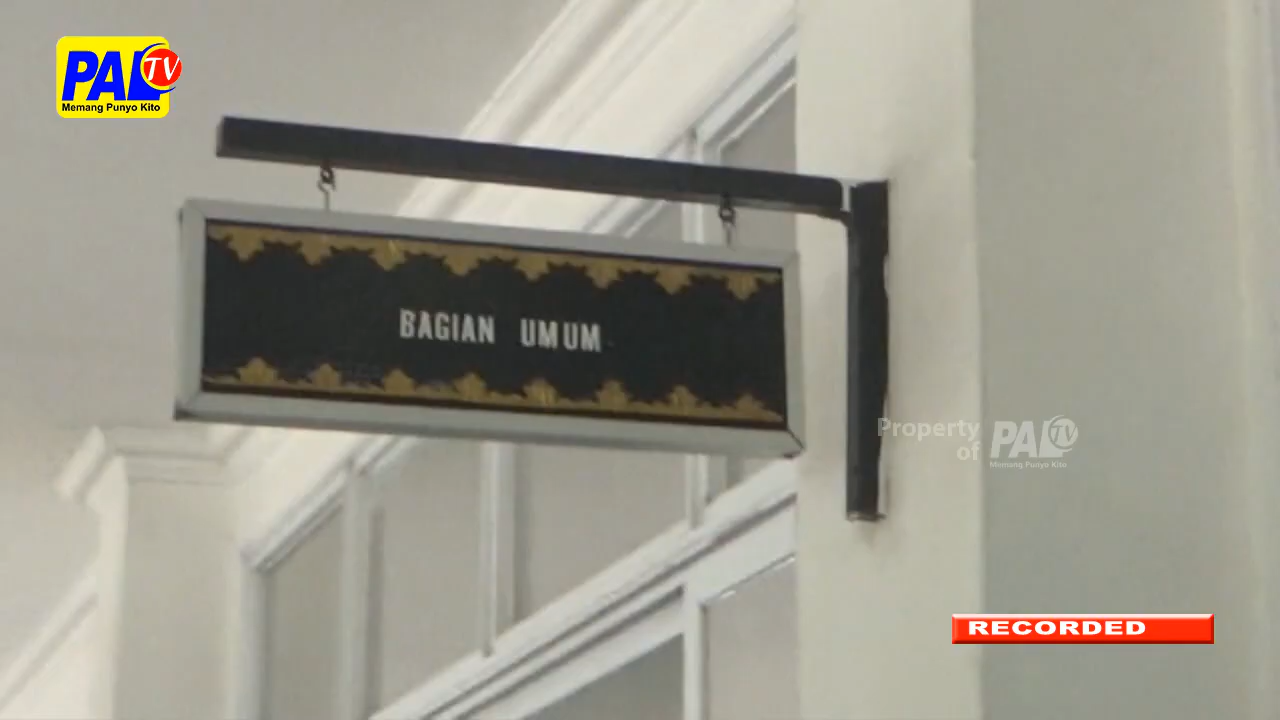 PAL TV
Memang Punyo Kito
BAGIAN UMUM
Property
of PAL TV
Memang Punyo Kito
RECORDED